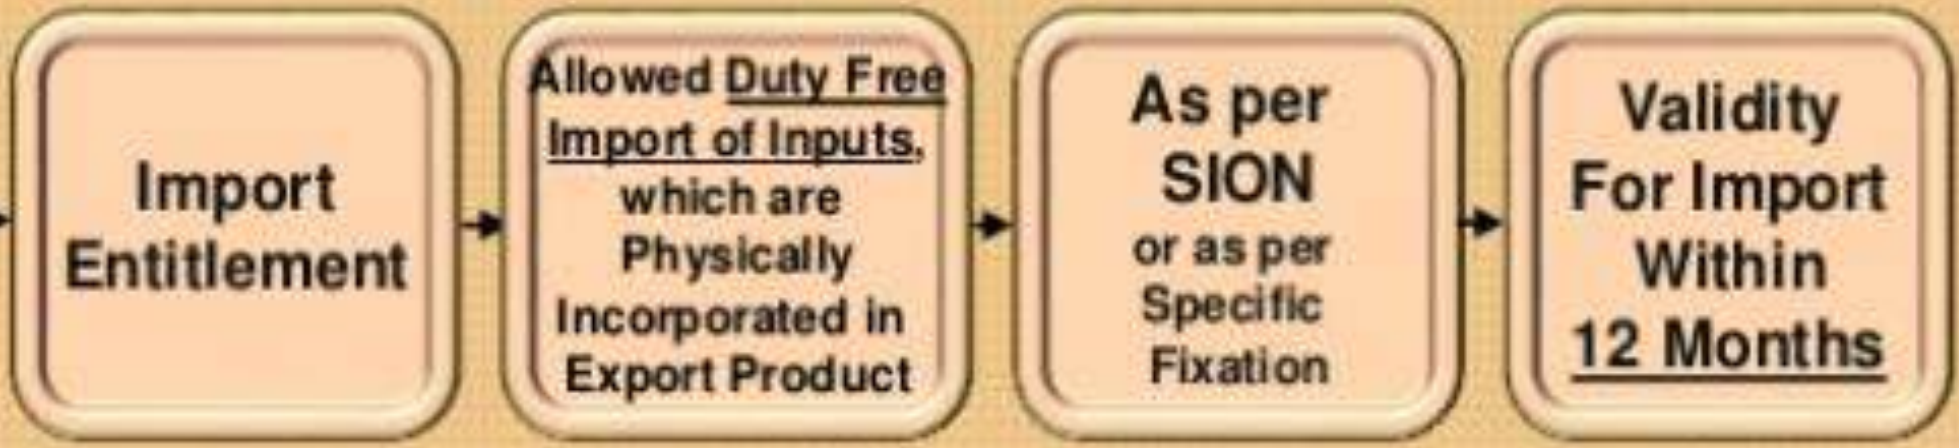 Import
Entitlement
Allowed Duty Free
Import of Inputs,
which are
Physically
Incorporated in
Export Product
As per
SION
or as per
Specific
Fixation
Validity
For Import
Within
12 Months